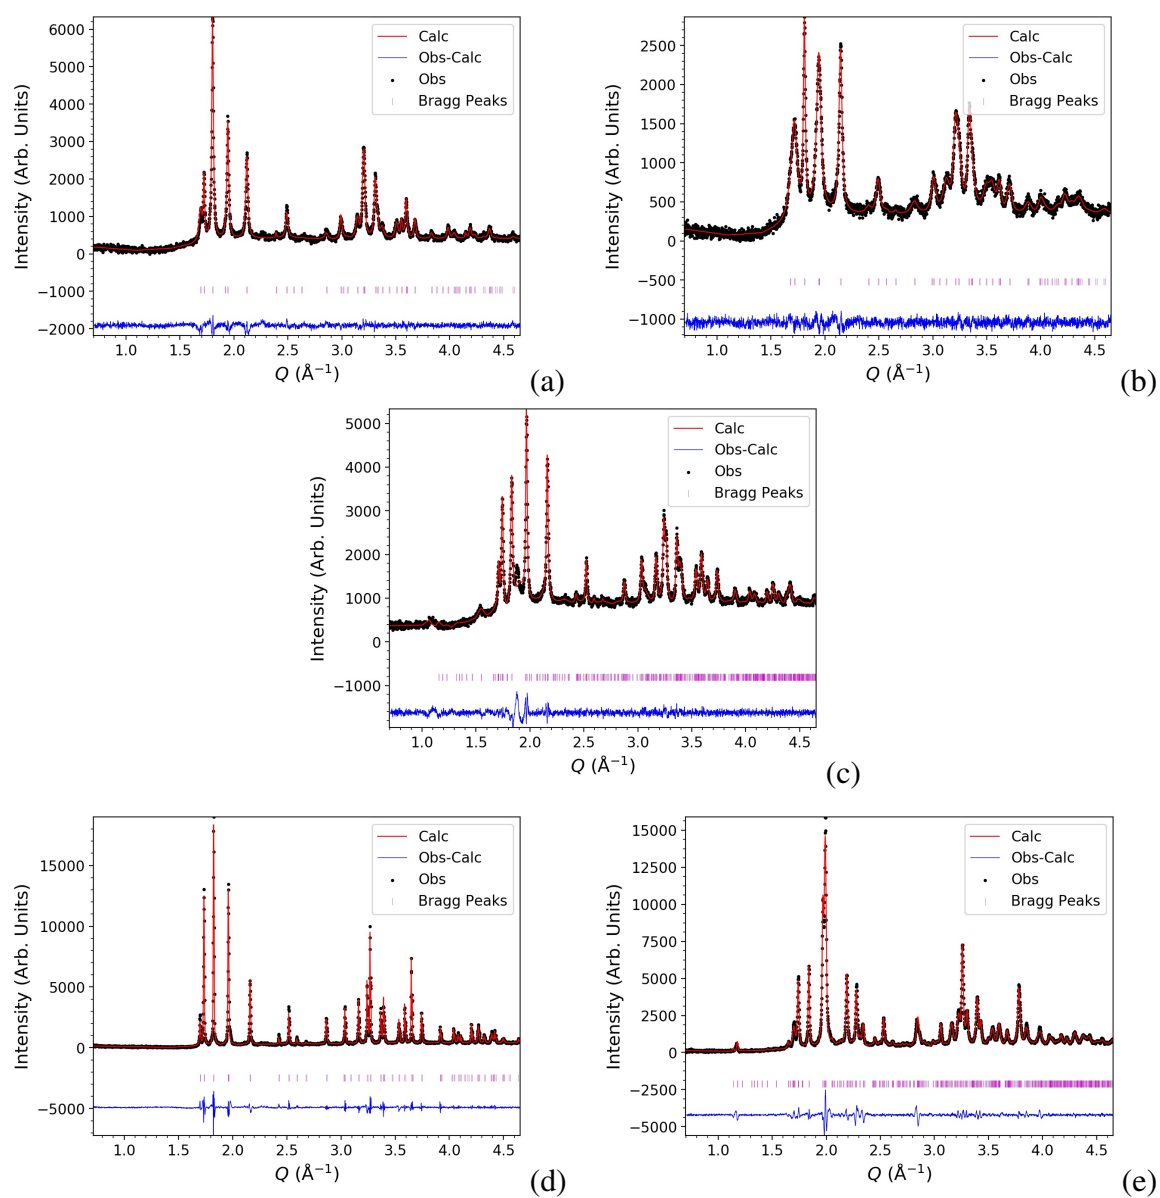 Intensity (Arb. Units)
6000
5000
4000
3000
2000
1000
0
−1000
−2000
Calc
Obs-Calc
Obs
Bragg Peaks
1.0 1.5 2.0 2.5 3.0 3.5 4.0 4.5
Q (Å⁻¹)
(a)
Intensity (Arb. Units)
2500
2000
1500
1000
500
0
−500
−1000
Calc
Obs-Calc
Obs
Bragg Peaks
1.0 1.5 2.0 2.5 3.0 3.5 4.0 4.5
Q (Å⁻¹)
(b)
Intensity (Arb. Units)
5000
4000
3000
2000
1000
0
−1000
Calc
Obs-Calc
Obs
Bragg Peaks
1.0 1.5 2.0 2.5 3.0 3.5 4.0 4.5
Q (Å⁻¹)
(c)
Intensity (Arb. Units)
15000
10000
5000
0
−5000
Calc
Obs-Calc
Obs
Bragg Peaks
1.0 1.5 2.0 2.5 3.0 3.5 4.0 4.5
Q (Å⁻¹)
(d)
Intensity (Arb. Units)
15000
12500
10000
7500
5000
2500
0
−2500
−5000
Calc
Obs-Calc
Obs
Bragg Peaks
1.0 1.5 2.0 2.5 3.0 3.5 4.0 4.5
Q (Å⁻¹)
(e)